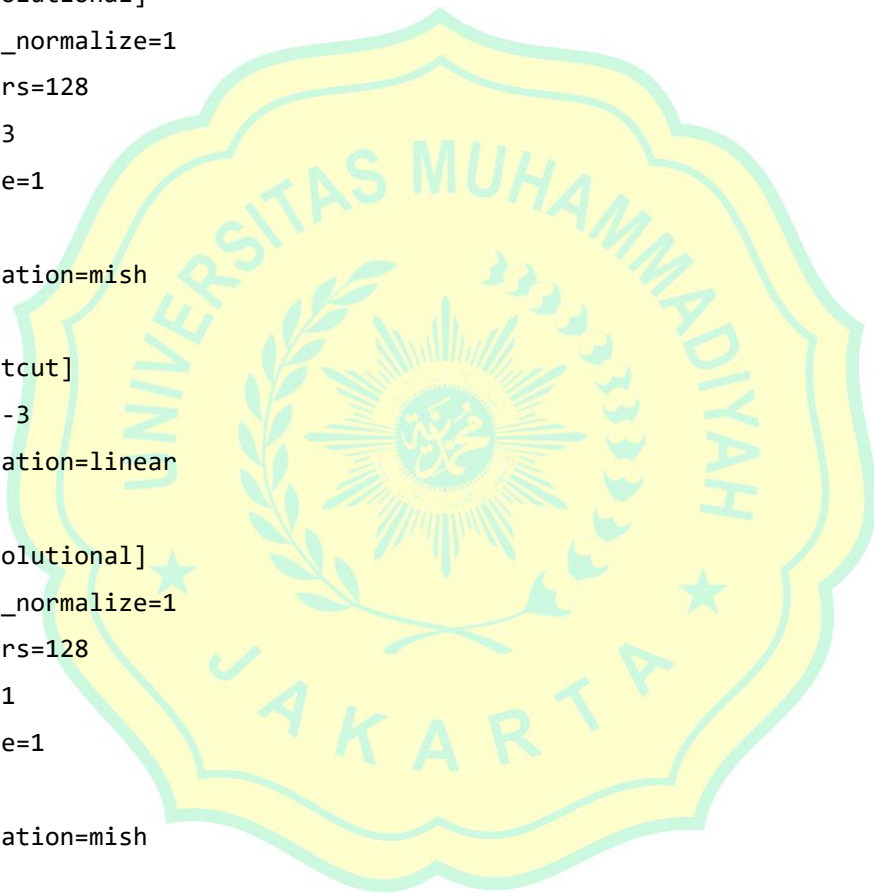 olutional]
_normalize=1
rs=128
3
e=1
ation=mish
tcut]
-3
ation=linear
olutional]
_normalize=1
rs=128
1
e=1
ation=mish
UNIVERSITAS MUHAMMADIYAH
JAKARTA